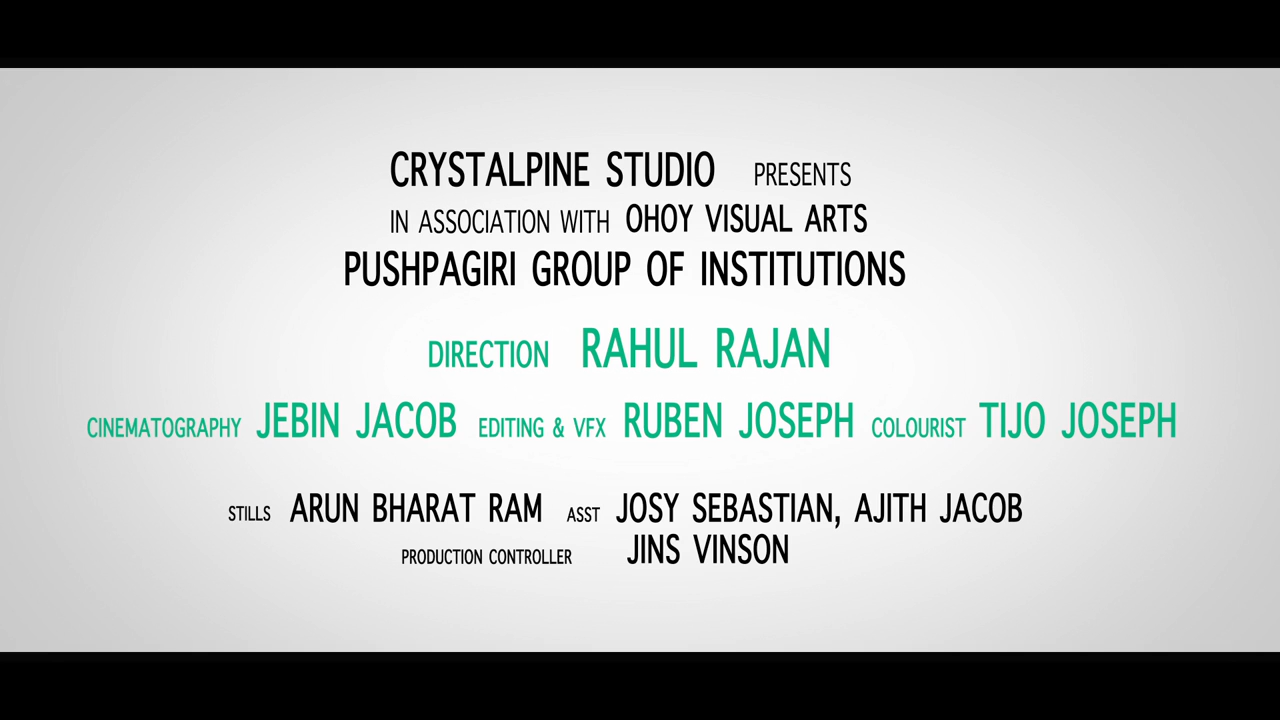 CRYSTALPINE STUDIO PRESENTS
IN ASSOCIATION WITH OHOY VISUAL ARTS
PUSHPAGIRI GROUP OF INSTITUTIONS
DIRECTION RAHUL RAJAN
CINEMATOGRAPHY JEBIN JACOB EDITING & VFX RUBEN JOSEPH COLOURIST TIJO JOSEPH
STILLS ARUN BHARAT RAM ASST JOSY SEBASTIAN, AJITH JACOB
PRODUCTION CONTROLLER JINS VINSON